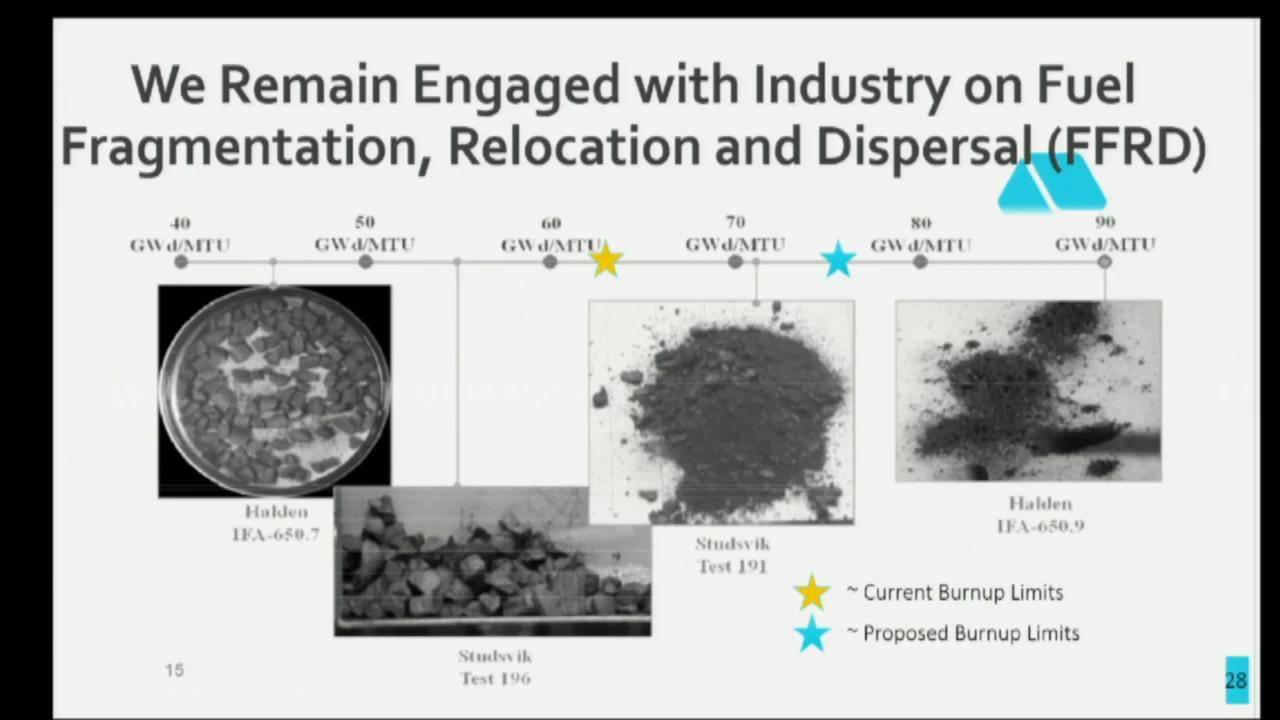 We Remain Engaged with Industry on Fuel
Fragmentation, Relocation and Dispersal (FFRD)
40
GWd/MTU
50
GWd/MTU
60
GWd/MTU
70
GWd/MTU
80
GWd/MTU
90
GWd/MTU
Halden
IFA-650.7
Studsvik
Test 196
Studsvik
Test 191
Halden
IFA-650.9
~ Current Burnup Limits
~ Proposed Burnup Limits
15
28